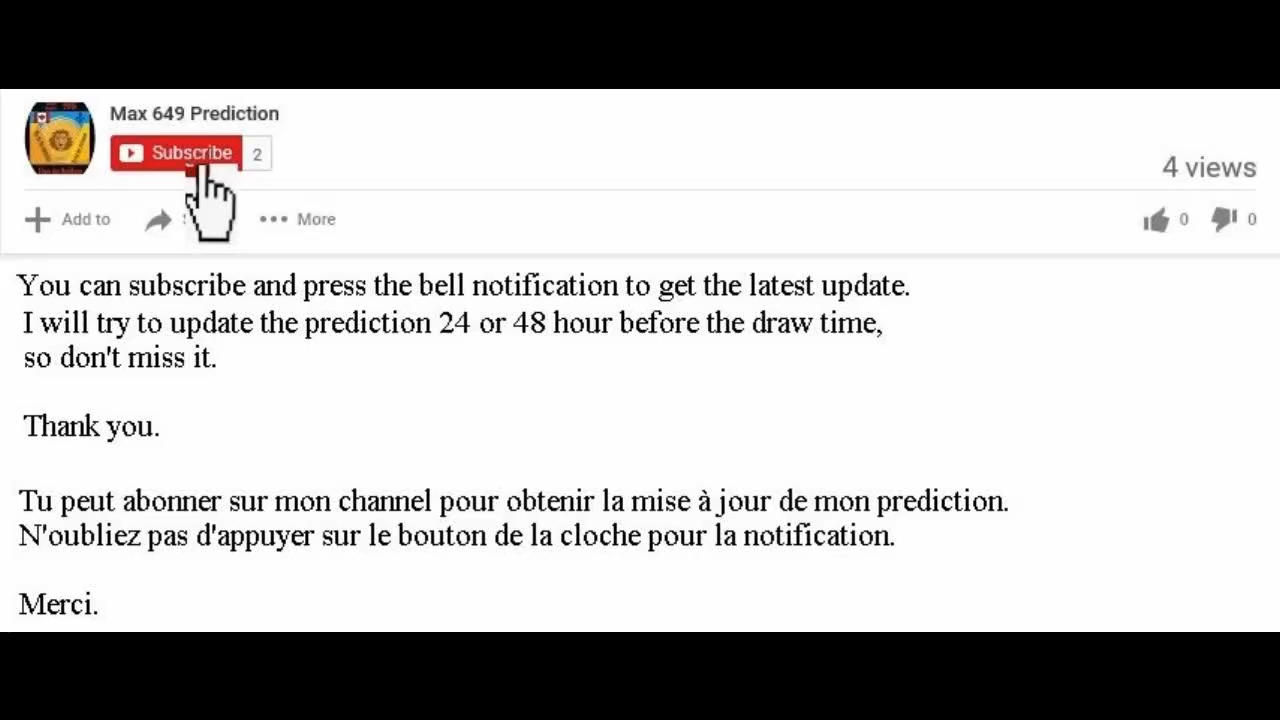 Max 649 Prediction
Subscribe 2
4 views
Add to
More
0 0
You can subscribe and press the bell notification to get the latest update.
I will try to update the prediction 24 or 48 hour before the draw time,
so don't miss it.
Thank you.
Tu peut abonner sur mon channel pour obtenir la mise à jour de mon prediction.
N'oubliez pas d'appuyer sur le bouton de la cloche pour la notification.
Merci.